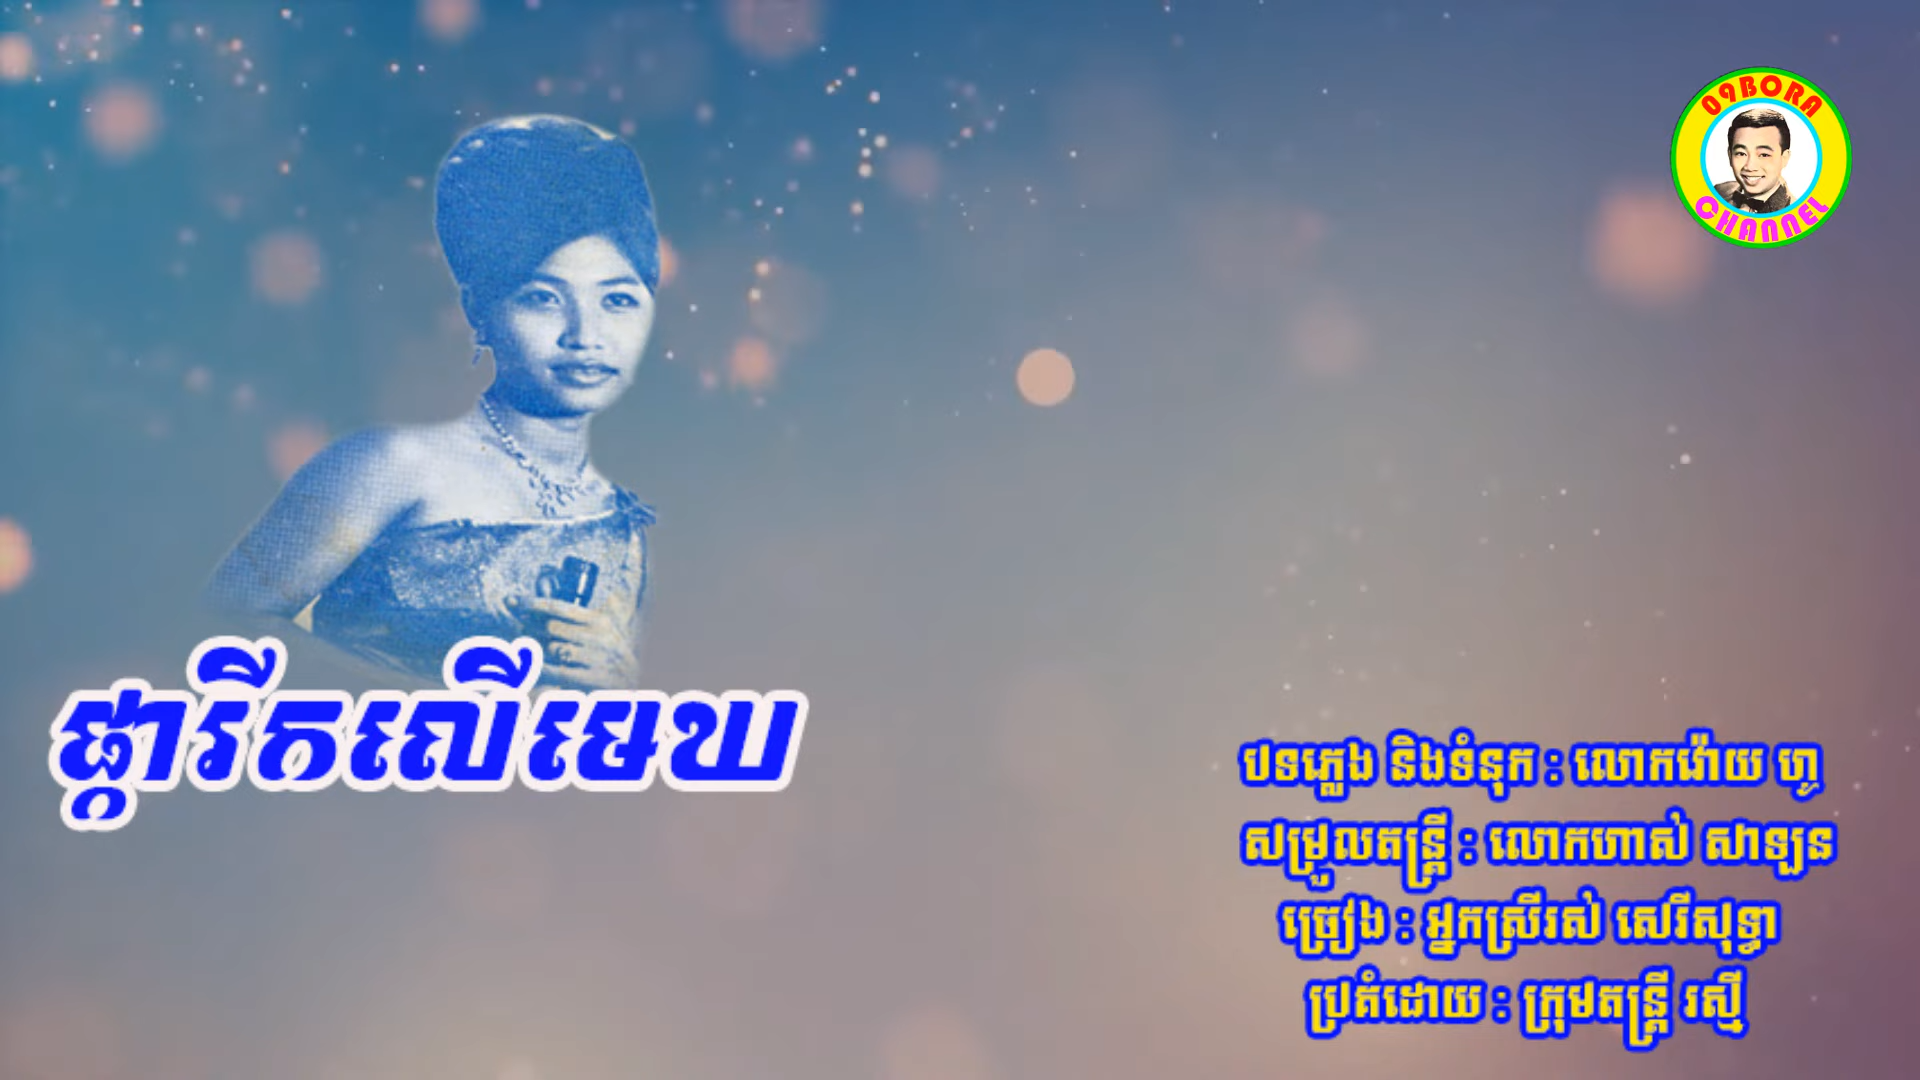 09BORA
CHANNEL
ផ្ការីកលើមេឃ
បទភ្លេង និងទំនុក : លោកវ៉ោយ ហូ
សម្រួលតន្ត្រី : លោកហាស់ សាឡន
ច្រៀង : អ្នកស្រីរស់ សេរីសុទ្ធា
ប្រគំដោយ : ក្រុមតន្ត្រី រស្មី